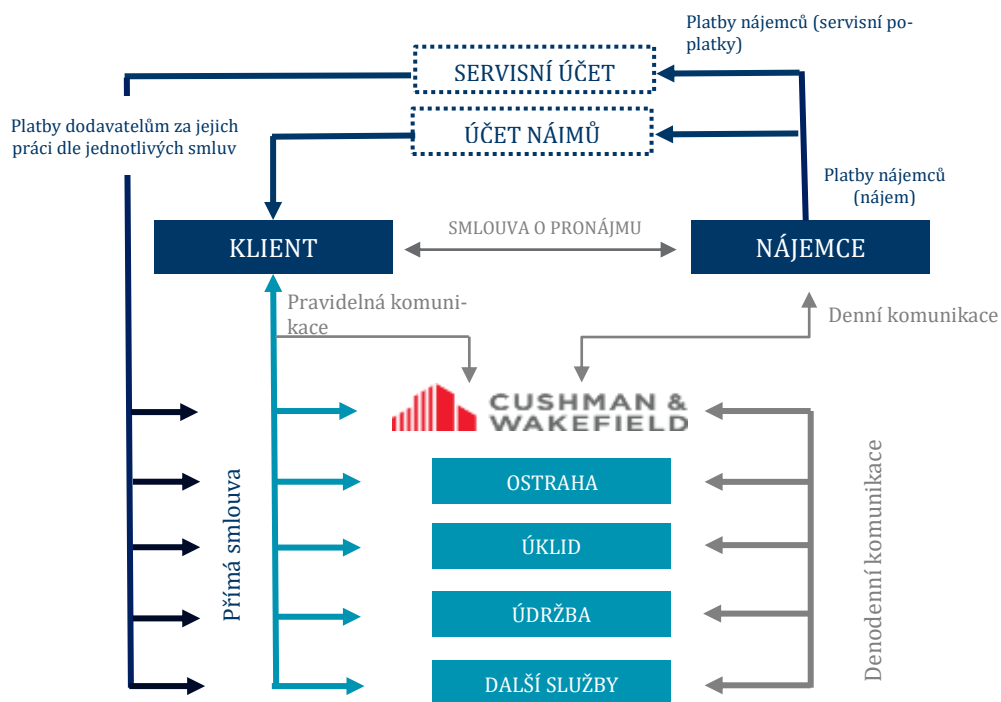 Platby nájemců (servisní po-
platky)
SERVISNÍ ÚČET
Platby dodavatelům za jejich
práci dle jednotlivých smluv
ÚČET NÁJMŮ
Platby nájemců
(nájem)
KLIENT
SMLOUVA O PRONÁJMU
NÁJEMCE
Pravidelná komuni-
kace
Denní komunikace
CUSHMAN &
WAKEFIELD
OSTRAHA
ÚKLID
ÚDRŽBA
DALŠÍ SLUŽBY
Přímá smlouva
Denodenní komunikace